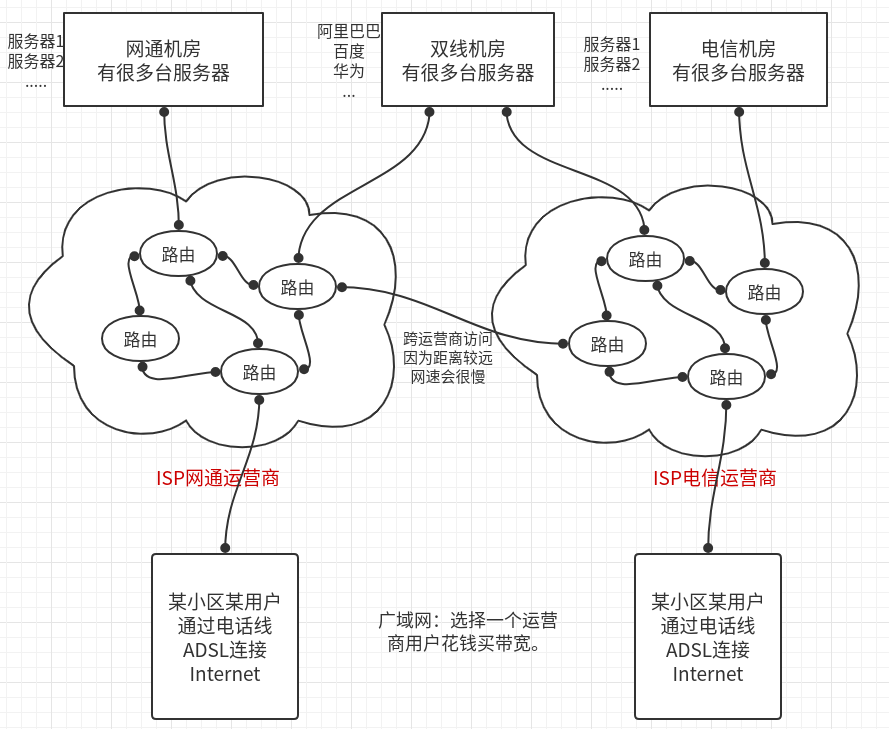 服务器1
服务器2
.....
网通机房
有很多台服务器
阿里巴巴
百度
华为
...
双线机房
有很多台服务器
服务器1
服务器2
.....
电信机房
有很多台服务器
路由
路由
路由
路由
跨运营商访问
因为距离较远
网速会很慢
路由
路由
路由
路由
ISP网通运营商
ISP电信运营商
某小区某用户
通过电话线
ADSL连接
Internet
广域网：选择一个运营
商用户花钱买带宽。
某小区某用户
通过电话线
ADSL连接
Internet